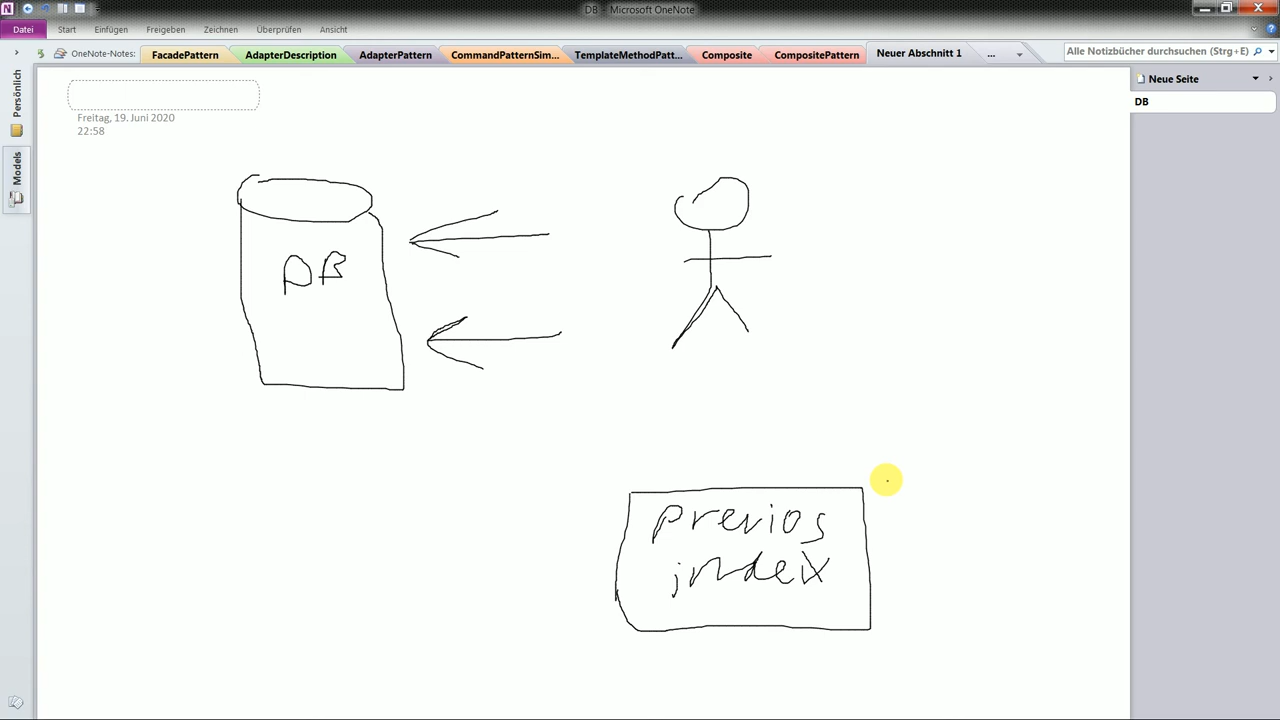 DB - Microsoft OneNote
Datei Start Einfügen Freigeben Zeichnen Überprüfen Ansicht
OneNote-Notes: FacadePattern AdapterDescription AdapterPattern CommandPatternSim... TemplateMethodPatt... Composite CompositePattern Neuer Abschnitt 1 ... Alle Notizbücher durchsuchen (Strg+E)
Persönlich
Models
Neue Seite
DB
Freitag, 19. Juni 2020
22:58
DB
previos
index